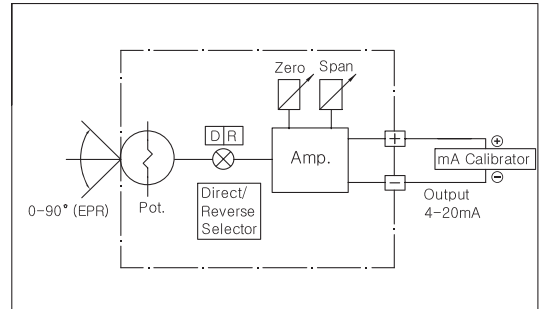 Zero Span
D R
+
⊕
Amp.
mA Calibrator
−
⊖
0-90° (EPR)
Pot.
Direct/
Reverse
Selector
Output
4-20mA